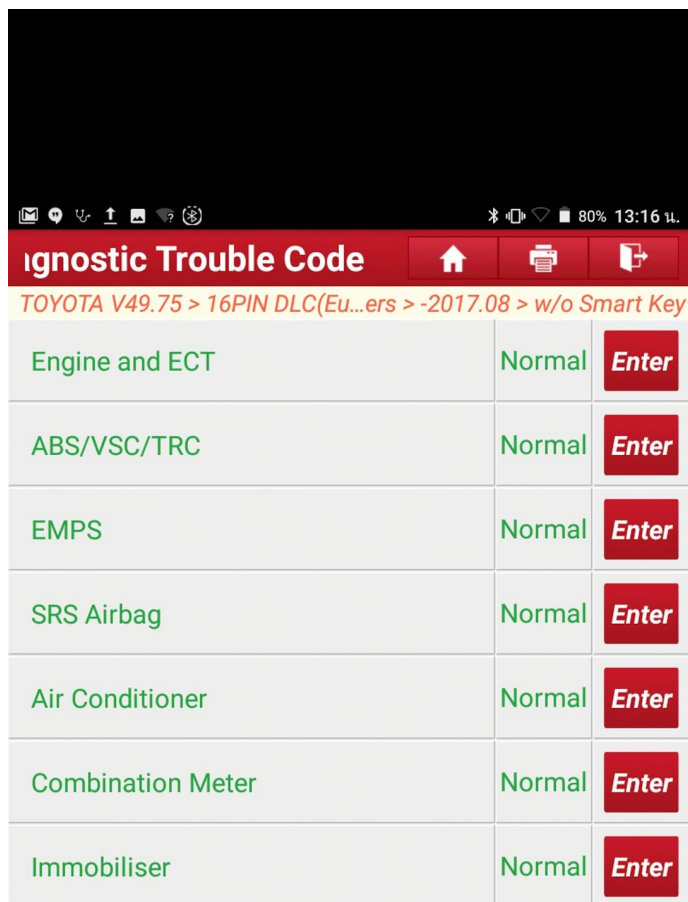 80% 13:16 น.
agnostic Trouble Code
TOYOTA V49.75 > 16PIN DLC(Eu...ers > -2017.08 > w/o Smart Key
Engine and ECT Normal Enter
ABS/VSC/TRC Normal Enter
EMPS Normal Enter
SRS Airbag Normal Enter
Air Conditioner Normal Enter
Combination Meter Normal Enter
Immobiliser Normal Enter